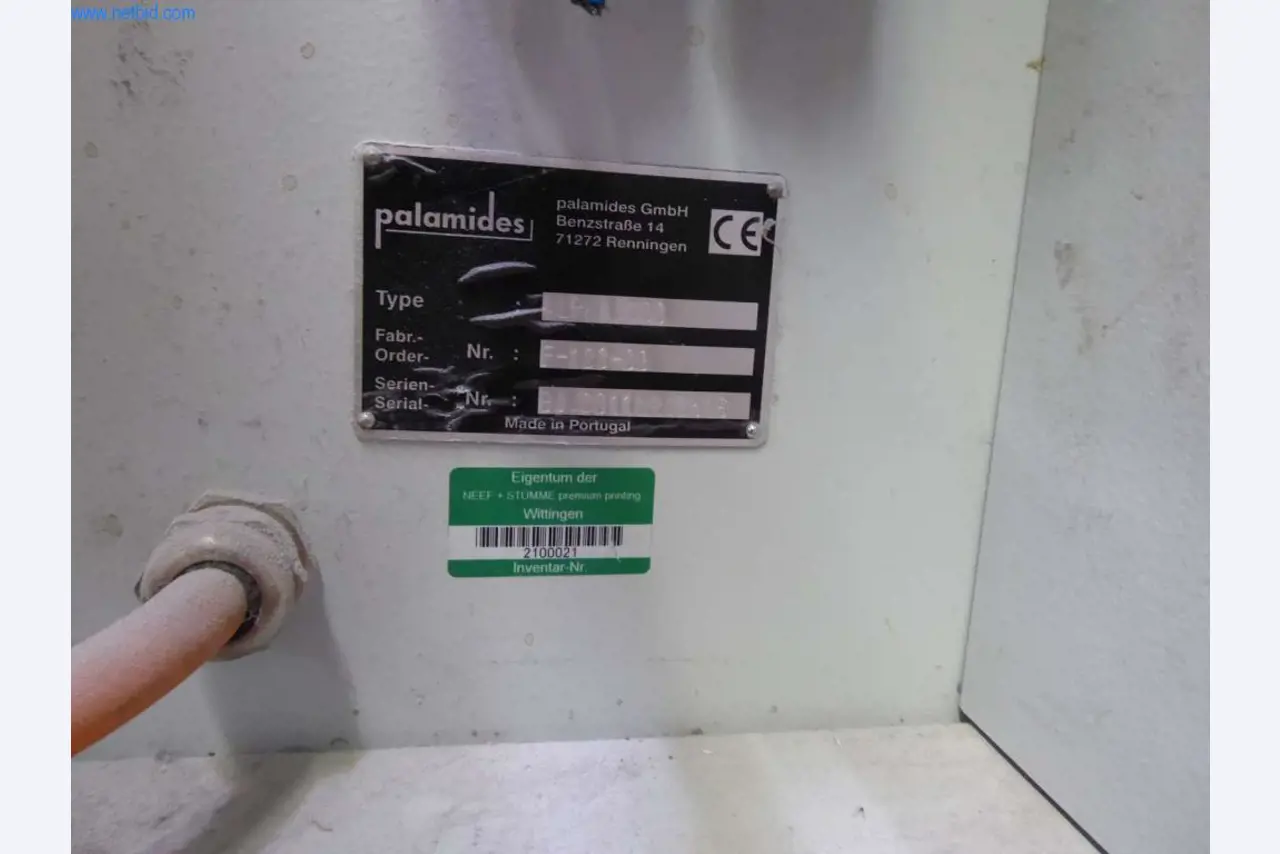 www.netbid.com
palamides
palamides GmbH
Benzstraße 14
71272 Renningen
CE
Type :
Fabr.-
Order- Nr. :
Serien-
Serial- Nr. :
Made in Portugal
Eigentum der
NEEF + STUMME premium printing
Wittingen
2100021
Inventar-Nr.